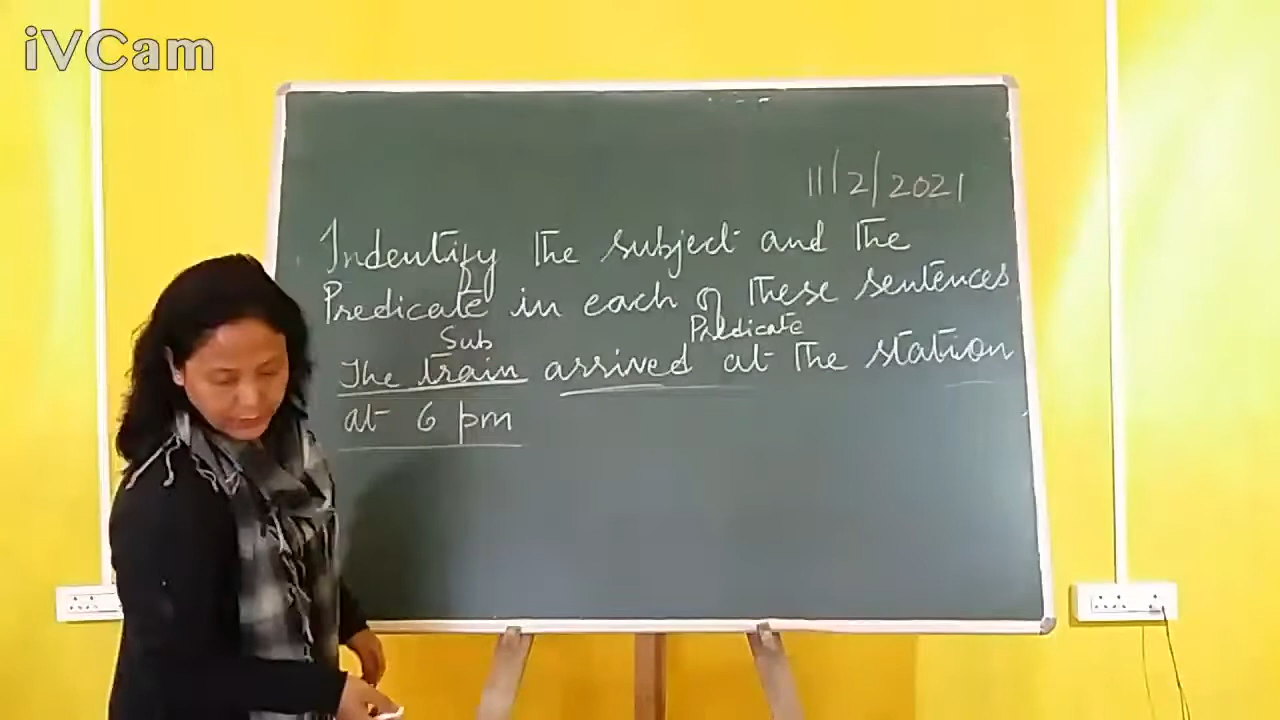 iVCam
11/2/2021
Indentify the subject and the
Predicate in each of these sentences
Sub Predicate
The train arrived at the station
at 6 pm